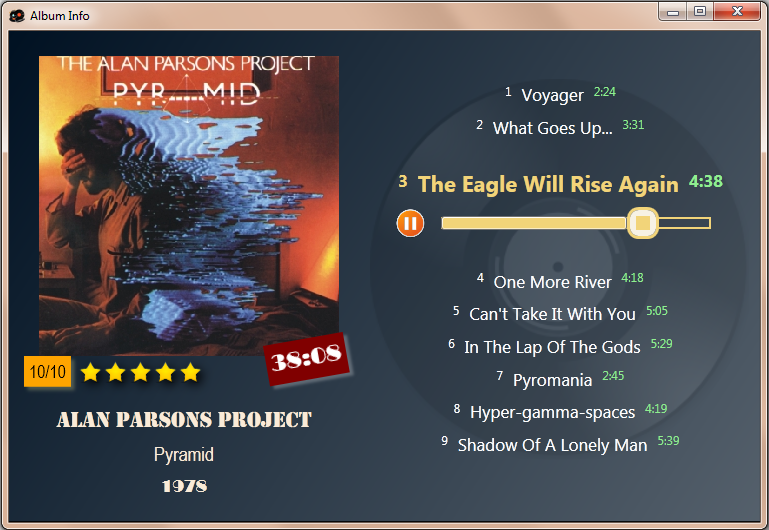 Album Info
THE ALAN PARSONS PROJECT
PYRAMID
38:08
10/10
ALAN PARSONS PROJECT
Pyramid
1978
1 Voyager 2:24
2 What Goes Up... 3:31
3 The Eagle Will Rise Again 4:38
4 One More River 4:18
5 Can't Take It With You 5:05
6 In The Lap Of The Gods 5:29
7 Pyromania 2:45
8 Hyper-gamma-spaces 4:19
9 Shadow Of A Lonely Man 5:39